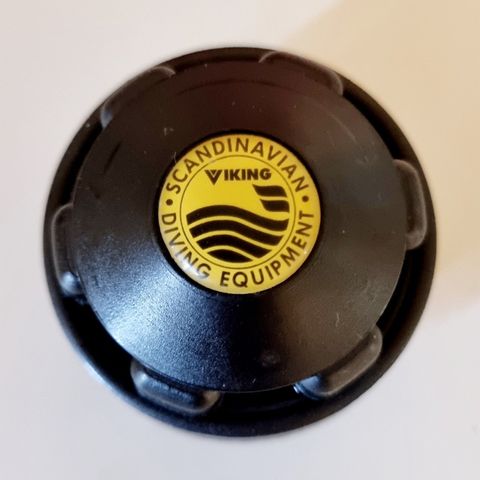 SCANDINAVIAN
VIKING
• DIVING EQUIPMENT •